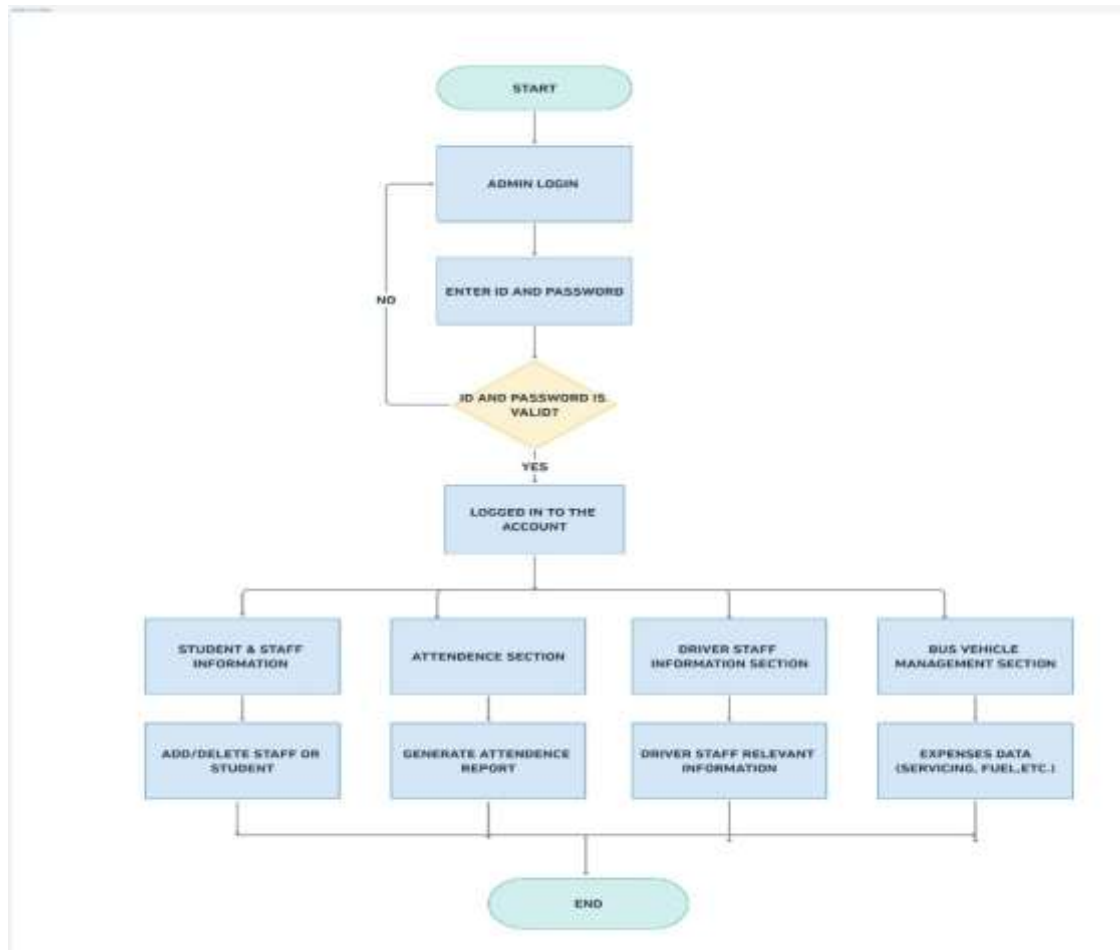 START
ADMIN LOGIN
ENTER ID AND PASSWORD
NO
ID AND PASSWORD IS
VALID?
YES
LOGGED IN TO THE
ACCOUNT
STUDENT & STAFF
INFORMATION
ATTENDENCE SECTION
DRIVER STAFF
INFORMATION SECTION
BUS VEHICLE
MANAGEMENT SECTION
ADD/DELETE STAFF OR
STUDENT
GENERATE ATTENDENCE
REPORT
DRIVER STAFF RELEVANT
INFORMATION
EXPENSES DATA
(SERVICING, FUEL,ETC.)
END